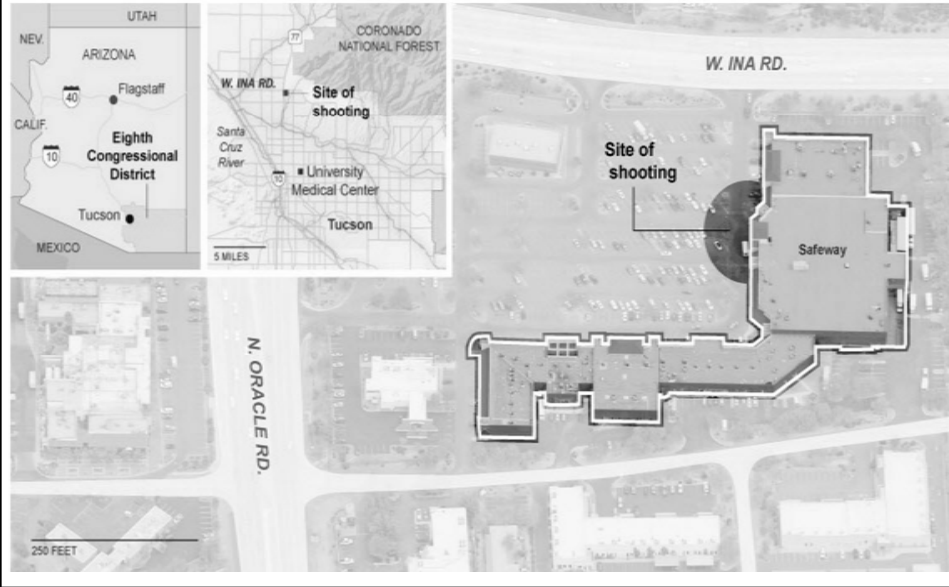 UTAH
NEV.
ARIZONA
40
Flagstaff
CALIF.
10
Eighth
Congressional
District
Tucson
MEXICO
77
CORONADO
NATIONAL FOREST
W. INA RD.
Site of
shooting
Santa
Cruz
River
10
University
Medical Center
Tucson
5 MILES
W. INA RD.
Site of
shooting
Safeway
N. ORACLE RD.
250 FEET